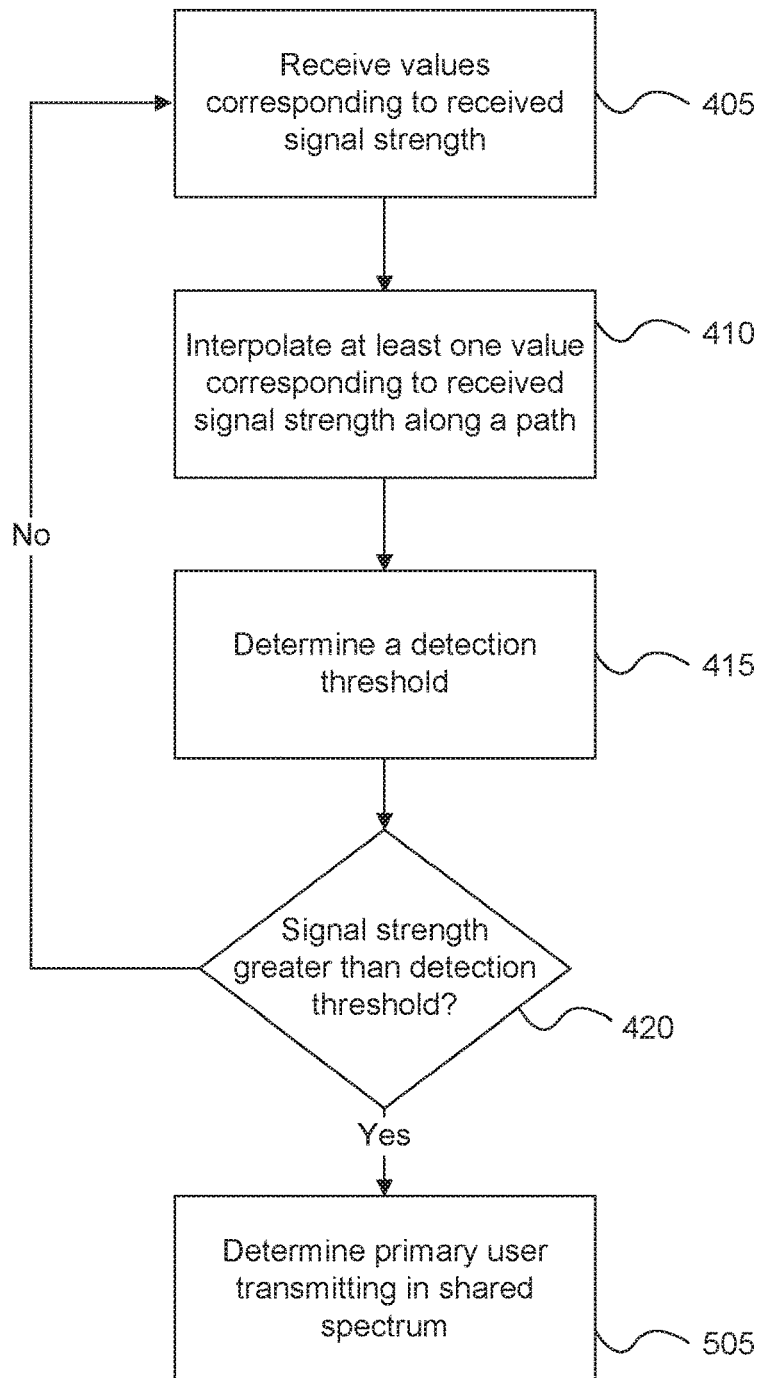 Receive values
corresponding to received
signal strength
405
Interpolate at least one value
corresponding to received
signal strength along a path
410
No
Determine a detection
threshold
415
Signal strength
greater than detection
threshold?
420
Yes
Determine primary user
transmitting in shared
spectrum
505